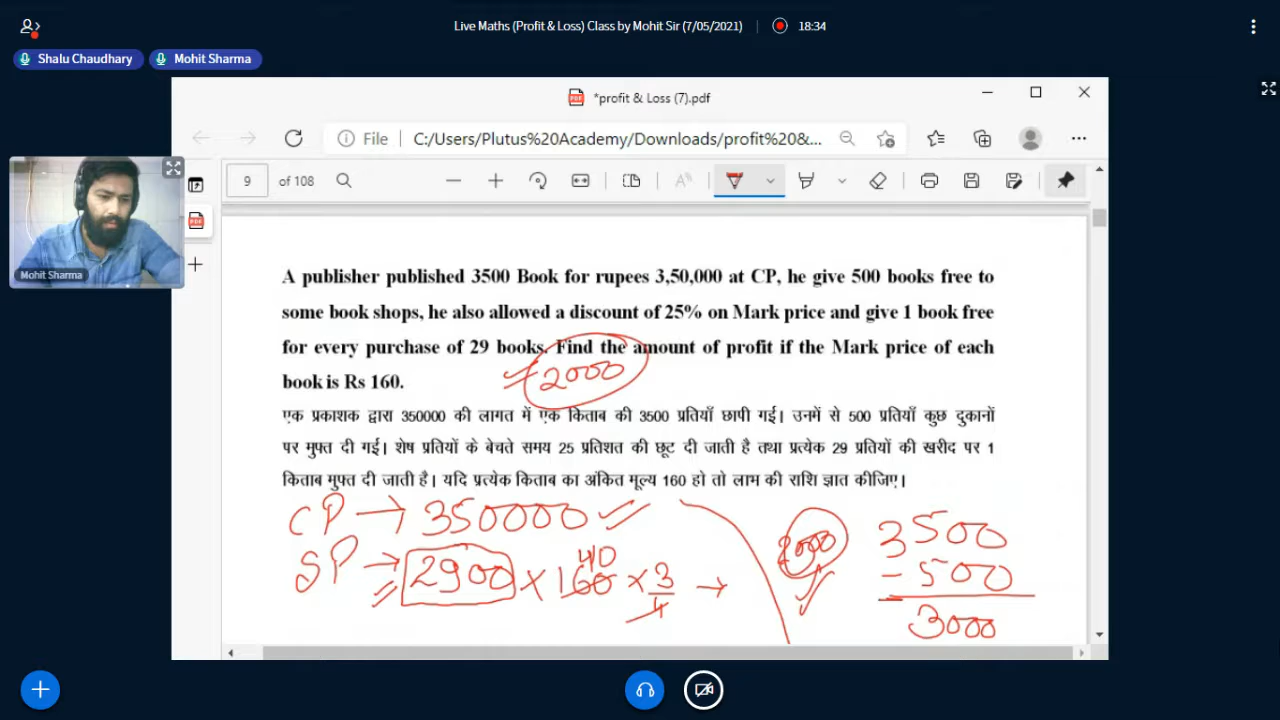 Live Maths (Profit & Loss) Class by Mohit Sir (7/05/2021) 18:34
Shalu Chaudhary Mohit Sharma
*profit & Loss (7).pdf
File C:/Users/Plutus%20Academy/Downloads/profit%20&...
9 of 108
Mohit Sharma
A publisher published 3500 Book for rupees 3,50,000 at CP, he give 500 books free to
some book shops, he also allowed a discount of 25% on Mark price and give 1 book free
for every purchase of 29 books. Find the amount of profit if the Mark price of each
book is Rs 160.
2000
एक प्रकाशक द्वारा 350000 की लागत में एक किताब की 3500 प्रतियाँ छापी गई। उनमें से 500 प्रतियाँ कुछ दुकानों
पर मुफ्त दी गई। शेष प्रतियों के बेचते समय 25 प्रतिशत की छूट दी जाती है तथा प्रत्येक 29 प्रतियों की खरीद पर 1
किताब मुफ्त दी जाती है। यदि प्रत्येक किताब का अंकित मूल्य 160 हो तो लाभ की राशि ज्ञात कीजिए।
CP → 350000
SP → 2900 × 160 × 3/4 →
40
2000
3500
- 500
3000